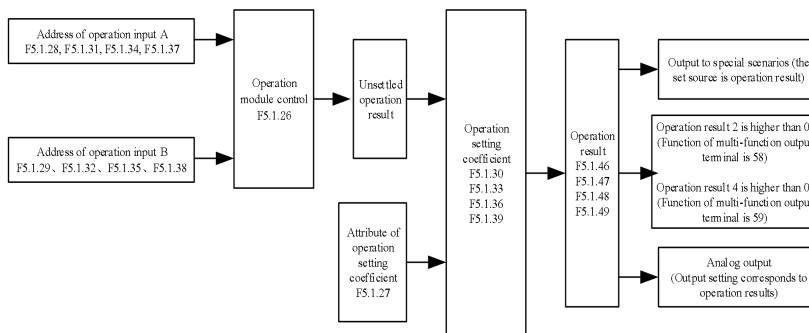 Address of operation input A
F5.1.28, F5.1.31, F5.1.34, F5.1.37
Address of operation input B
F5.1.29、F5.1.32、F5.1.35、F5.1.38
Operation
module control
F5.1.26
Unsettled
operation
result
Attribute of
operation
setting
coefficient
F5.1.27
Operation
setting
coefficient
F5.1.30
F5.1.33
F5.1.36
F5.1.39
Operation
result
F5.1.46
F5.1.47
F5.1.48
F5.1.49
Output to special scenarios (the
set source is operation result)
Operation result 2 is higher than 0
(Function of multi-function output
terminal is 58)
Operation result 4 is higher than 0
(Function of multi-function output
terminal is 59)
Analog output
(Output setting corresponds to
operation results)